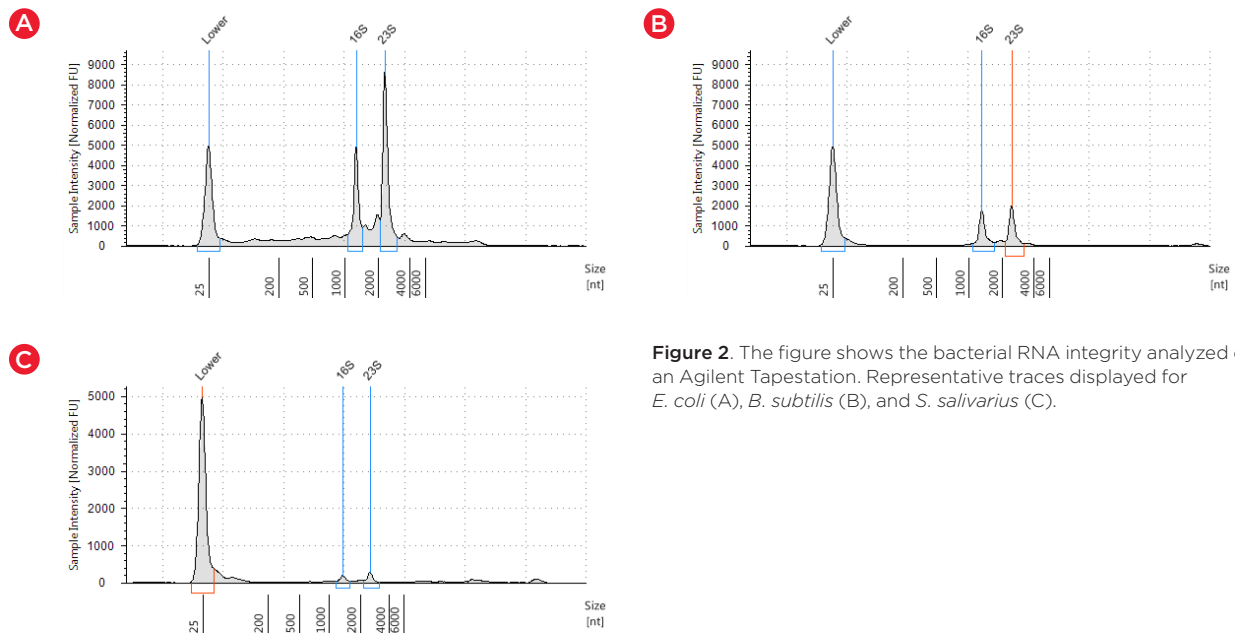 A
Lower
16S
23S
Sample Intensity [Normalized FU]
9000
8000
7000
6000
5000
4000
3000
2000
1000
0
25
200
500
1000
2000
4000
6000
Size
[nt]
B
Lower
16S
23S
Sample Intensity [Normalized FU]
9000
8000
7000
6000
5000
4000
3000
2000
1000
0
25
200
500
1000
2000
4000
6000
Size
[nt]
C
Lower
16S
23S
Sample Intensity [Normalized FU]
5000
4000
3000
2000
1000
0
25
200
500
1000
2000
4000
6000
Size
[nt]
Figure 2. The figure shows the bacterial RNA integrity analyzed
an Agilent Tapestation. Representative traces displayed for
E. coli (A), B. subtilis (B), and S. salivarius (C).